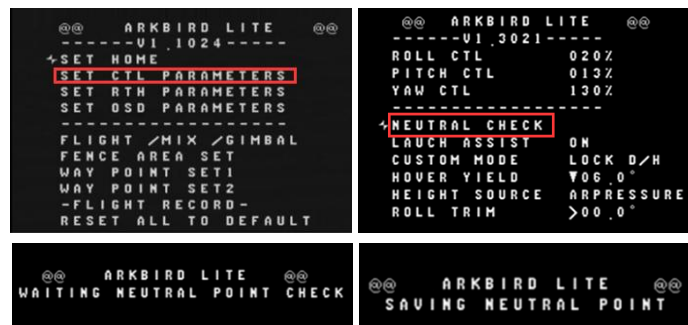 @@ ARKBIRD LITE @@
------V1.1024-----
SET HOME
SET CTL PARAMETERS
SET RTH PARAMETERS
SET OSD PARAMETERS
------------------
FLIGHT /MIX /GIMBAL
FENCE AREA SET
WAY POINT SET1
WAY POINT SET2
-FLIGHT RECORD-
RESET ALL TO DEFAULT
@@ ARKBIRD LITE @@
------V1.3021------
ROLL CTL 020%
PITCH CTL 013%
YAW CTL 130%
------------------
NEUTRAL CHECK
LAUCH ASSIST ON
CUSTOM MODE LOCK D/H
HOVER YIELD ▼06.0°
HEIGHT SOURCE ARPRESSURE
ROLL TRIM >00.0°
@@ ARKBIRD LITE @@
WAITING NEUTRAL POINT CHECK
@@ ARKBIRD LITE @@
SAVING NEUTRAL POINT